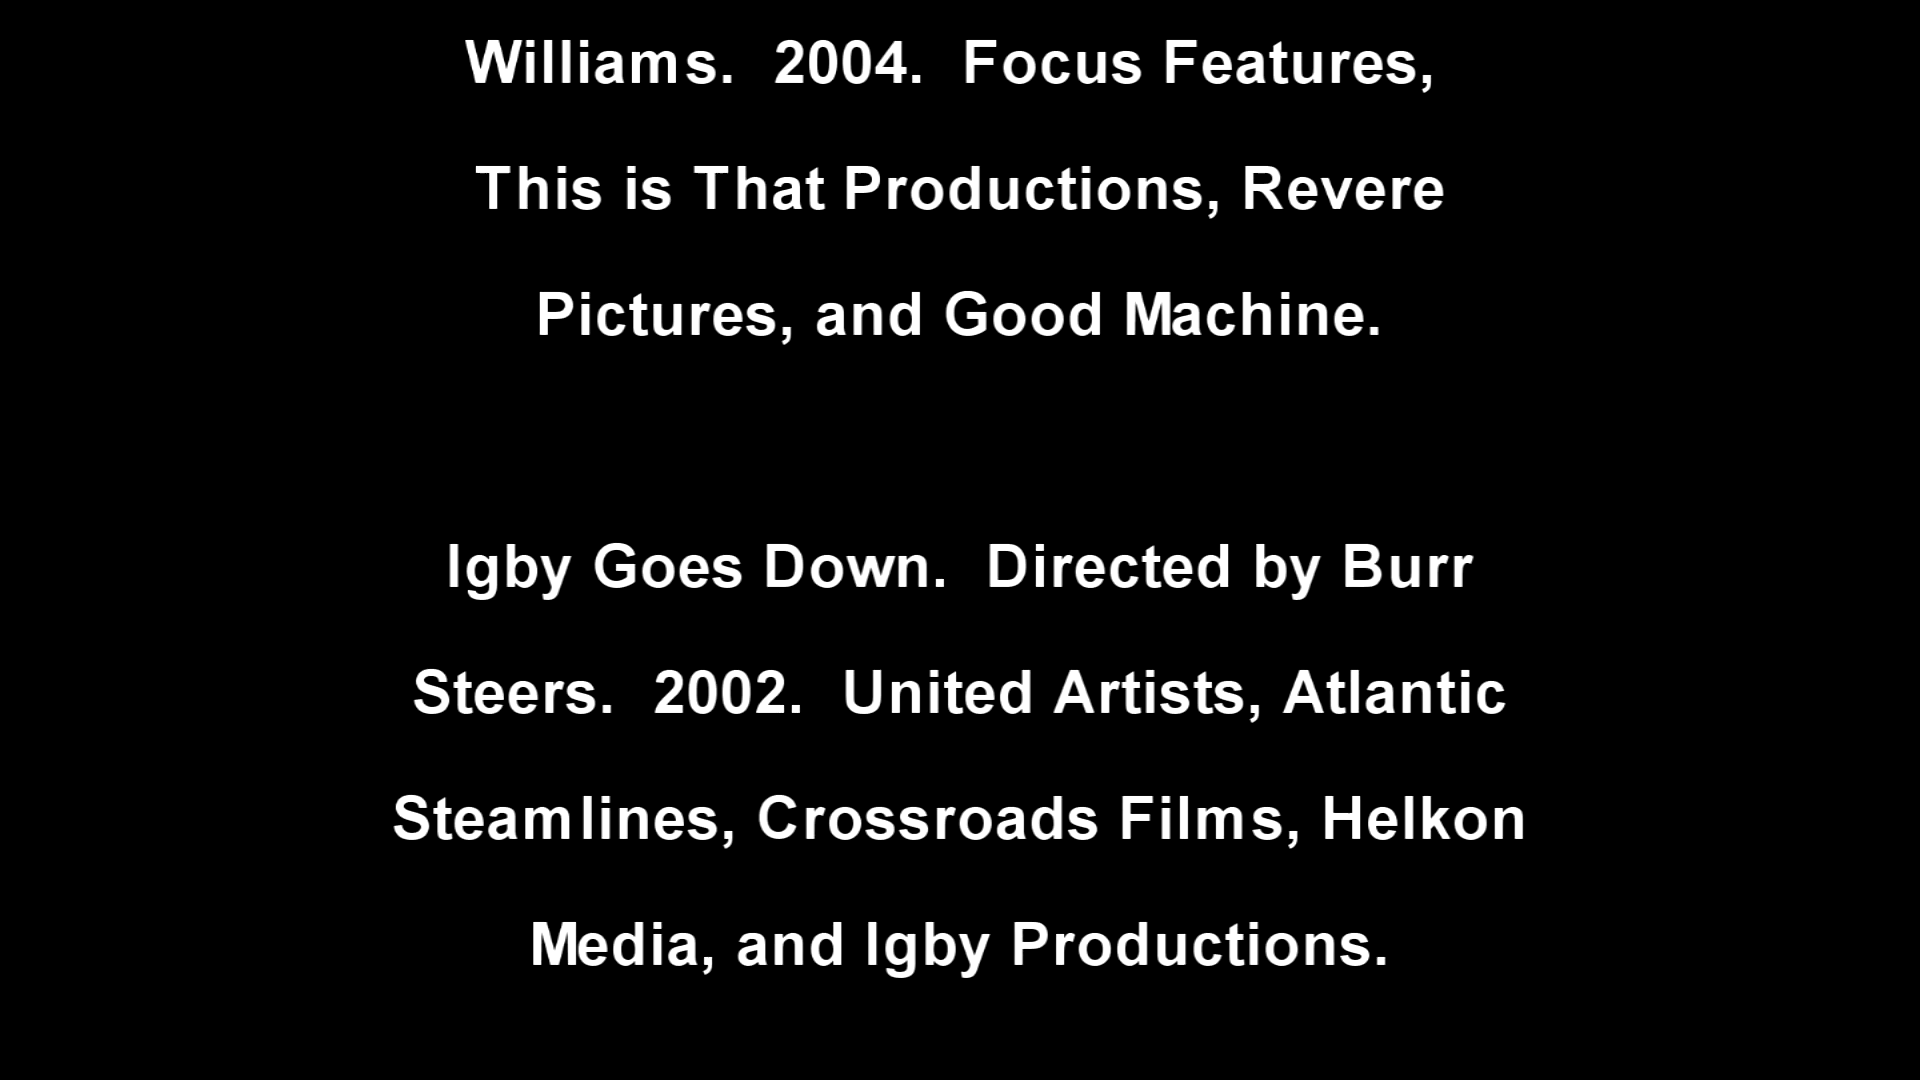 Williams.  2004.  Focus Features,
This is That Productions, Revere
Pictures, and Good Machine.
Igby Goes Down.  Directed by Burr
Steers.  2002.  United Artists, Atlantic
Steamlines, Crossroads Films, Helkon
Media, and Igby Productions.